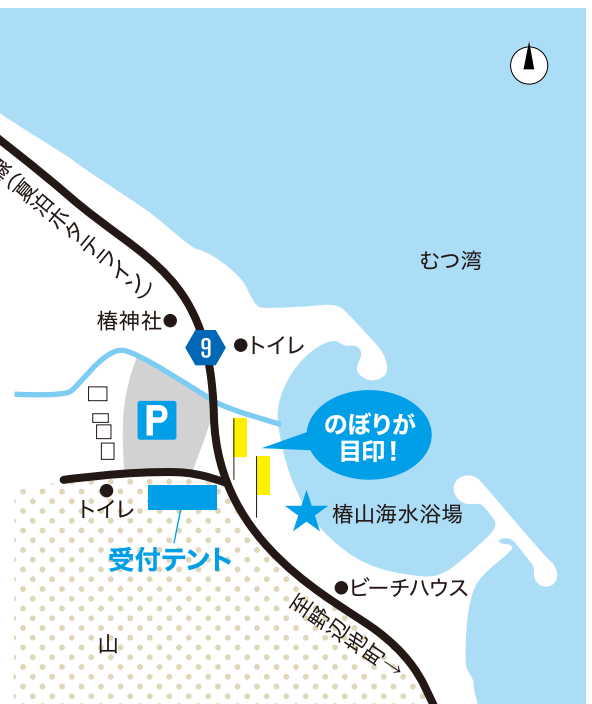 (夏泊ホタテライン)
むつ湾
椿神社
9
トイレ
P
のぼりが
目印！
トイレ
椿山海水浴場
受付テント
ビーチハウス
至野辺地町→
山